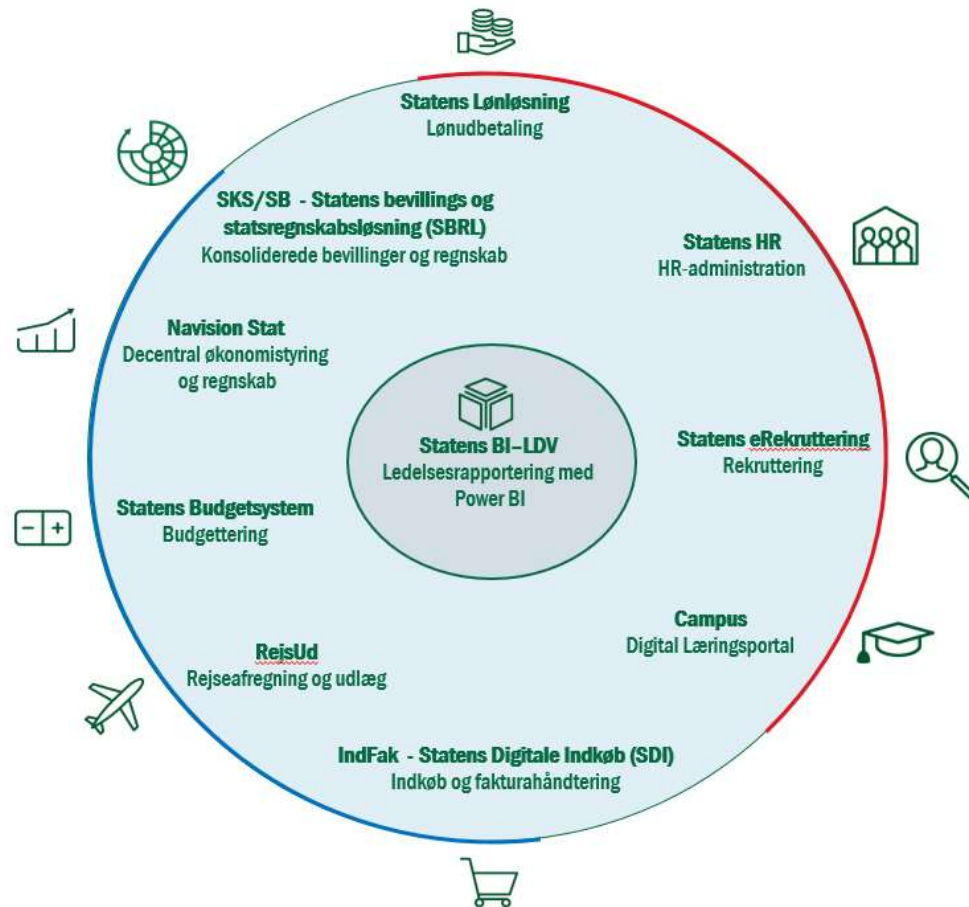 Statens Lønløsning
Lønudbetaling
SKS/SB - Statens bevillings og
statsregnskabsløsning (SBRL)
Konsoliderede bevillinger og regnskab
Statens HR
HR-administration
Navision Stat
Decentral økonomistyring
og regnskab
Statens BI–LDV
Ledelsesrapportering med
Power BI
Statens eRekruttering
Rekruttering
Statens Budgetsystem
Budgettering
Campus
Digital Læringsportal
RejsUd
Rejseafregning og udlæg
IndFak - Statens Digitale Indkøb (SDI)
Indkøb og fakturahåndtering